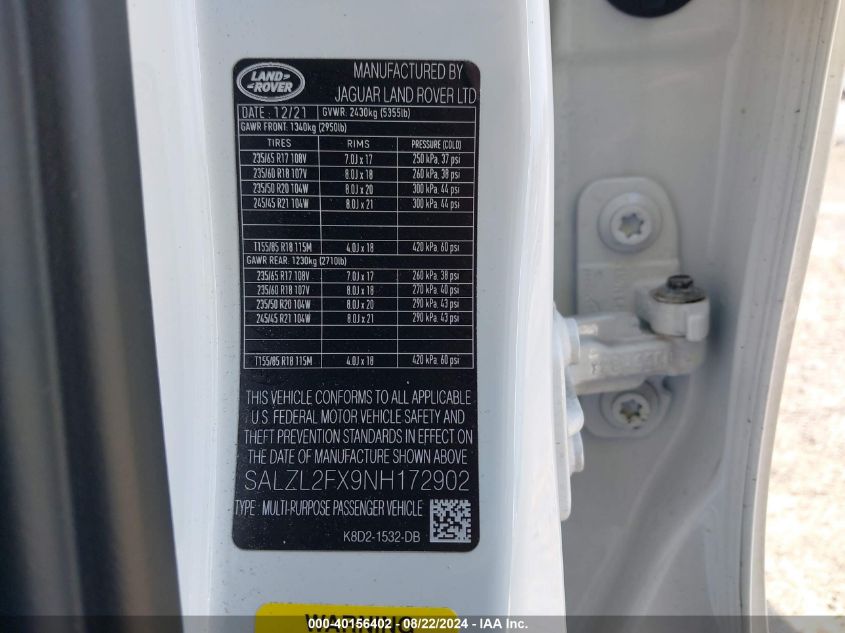 LAND-
-ROVER
MANUFACTURED BY
JAGUAR LAND ROVER LTD
DATE : 12/21 GVWR: 2430kg (5355lb)
GAWR FRONT: 1340kg (2950lb)
TIRES RIMS PRESSURE (COLD)
235/65 R17 108V 7.0J x 17 250 kPa, 37 psi
235/60 R18 107V 8.0J x 18 260 kPa, 38 psi
235/50 R20 104W 8.0J x 20 300 kPa, 44 psi
245/45 R21 104W 8.0J x 21 300 kPa, 44 psi
T155/85 R18 115M 4.0J x 18 420 kPa, 60 psi
GAWR REAR: 1230kg (2710lb)
235/65 R17 108V 7.0J x 17 260 kPa, 38 psi
235/60 R18 107V 8.0J x 18 270 kPa, 40 psi
235/50 R20 104W 8.0J x 20 290 kPa, 43 psi
245/45 R21 104W 8.0J x 21 290 kPa, 43 psi
T155/85 R18 115M 4.0J x 18 420 kPa, 60 psi
THIS VEHICLE CONFORMS TO ALL APPLICABLE
U.S. FEDERAL MOTOR VEHICLE SAFETY AND
THEFT PREVENTION STANDARDS IN EFFECT ON
THE DATE OF MANUFACTURE SHOWN ABOVE
SALZL2FX9NH172902
TYPE : MULTI-PURPOSE PASSENGER VEHICLE
K8D2-1532-DB
WARNING
000-40156402 - 08/22/2024 - IAA Inc.